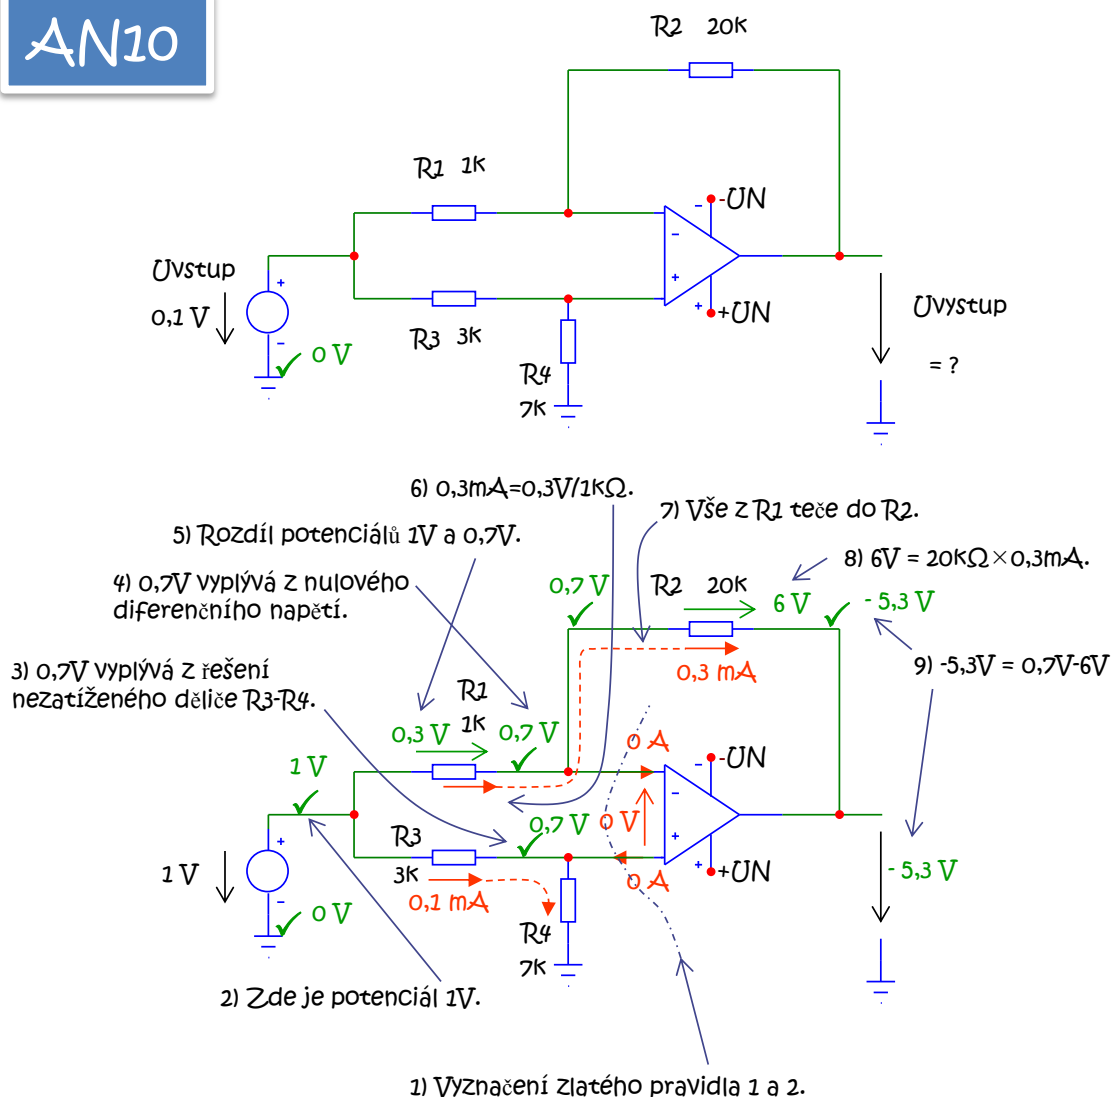 AN10
R2 20k
R1 1k
-UN
−
−
+
+
+UN
Uvstup
0,1 V
+
−
0 V
R3 3k
R4
7k
Uvystup
= ?
6) 0,3mA=0,3V/1kΩ.
7) Vše z R1 teče do R2.
5) Rozdíl potenciálů 1V a 0,7V.
8) 6V = 20kΩ×0,3mA.
4) 0,7V vyplývá z nulového
diferenčního napětí.
0,7 V
R2 20k
6 V
- 5,3 V
3) 0,7V vyplývá z řešení
nezatíženého děliče R3-R4.
0,3 mA
9) -5,3V = 0,7V-6V
R1
1k
0,3 V
0,7 V
0 A
1 V
-UN
−
−
+
+
+UN
0,7 V
0 V
R3
3k
0,1 mA
0 A
1 V
+
−
0 V
- 5,3 V
R4
7k
2) Zde je potenciál 1V.
1) Vyznačení zlatého pravidla 1 a 2.